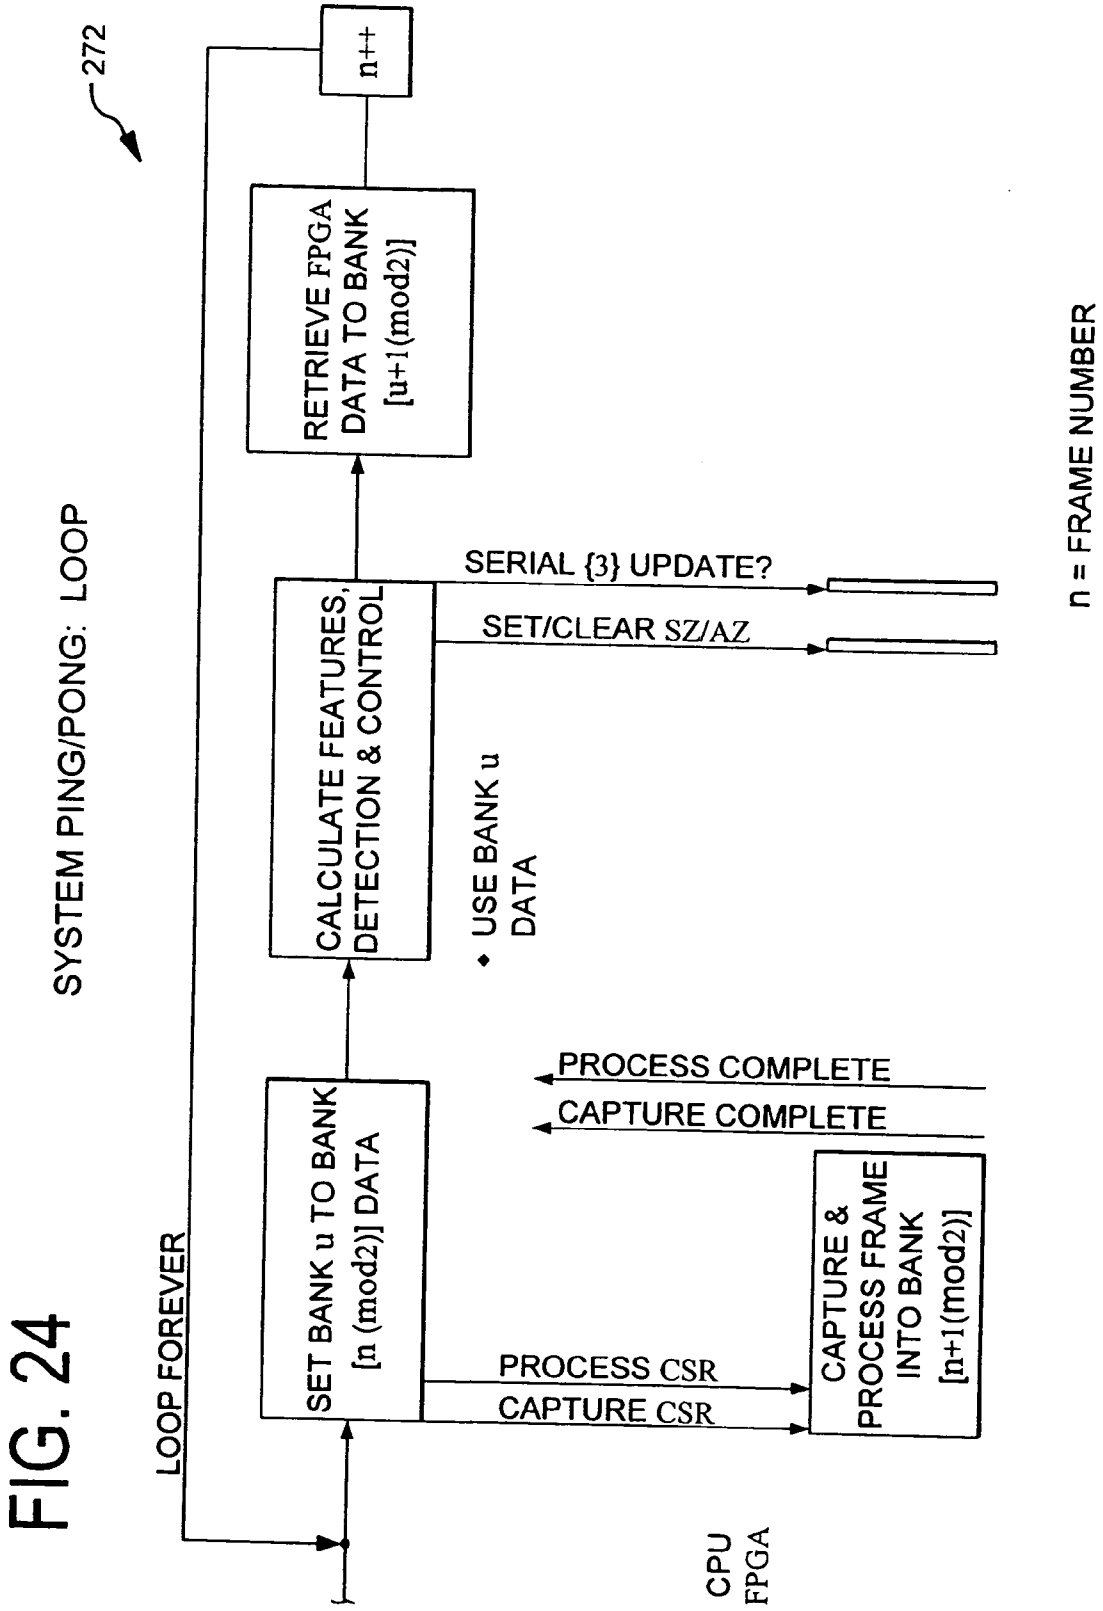 FIG. 24
SYSTEM PING/PONG: LOOP
272
LOOP FOREVER
SET BANK u TO BANK
[n (mod2)] DATA
CALCULATE FEATURES,
DETECTION & CONTROL
RETRIEVE FPGA
DATA TO BANK
[u+1(mod2)]
n++
PROCESS CSR
CAPTURE CSR
PROCESS COMPLETE
CAPTURE COMPLETE
◆ USE BANK u
DATA
SERIAL {3} UPDATE?
SET/CLEAR SZ/AZ
CPU
FPGA
CAPTURE &
PROCESS FRAME
INTO BANK
[n+1(mod2)]
n = FRAME NUMBER